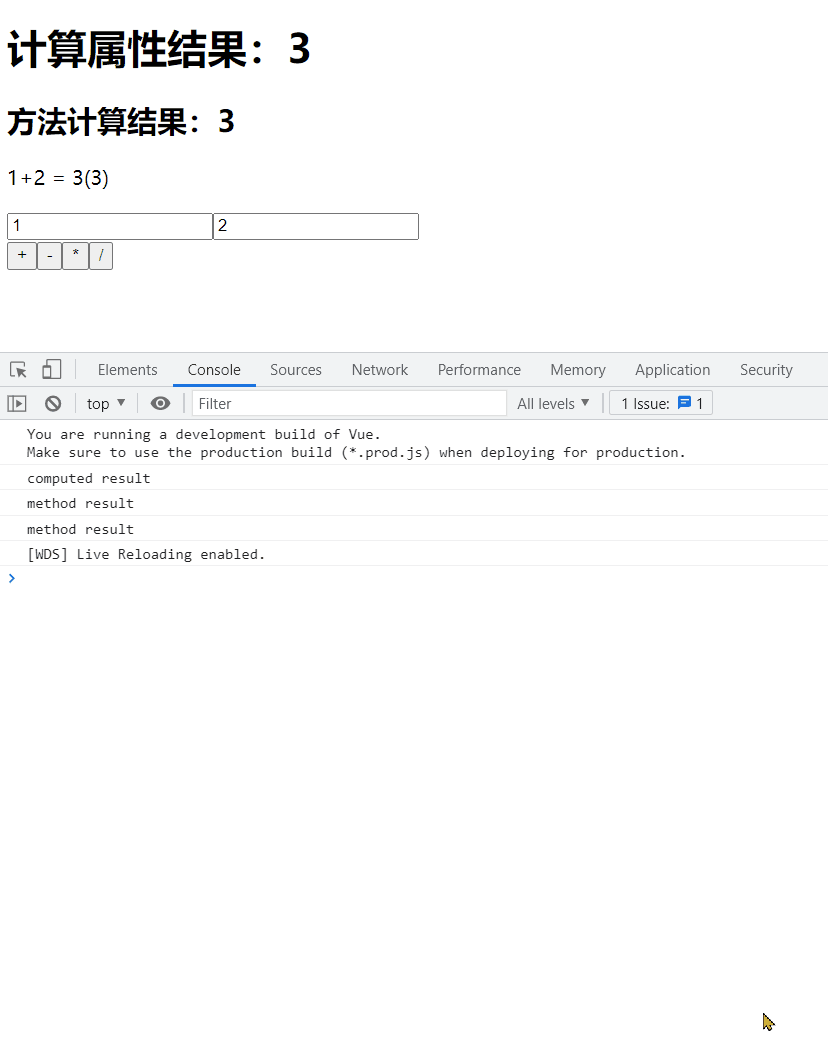 计算属性结果：3
方法计算结果：3
1+2 = 3(3)
1 2
+ - * /
Elements Console Sources Network Performance Memory Application Security
top ▼ Filter All levels ▼ 1 Issue: 1
You are running a development build of Vue.
Make sure to use the production build (*.prod.js) when deploying for production.
computed result
method result
method result
[WDS] Live Reloading enabled.
>